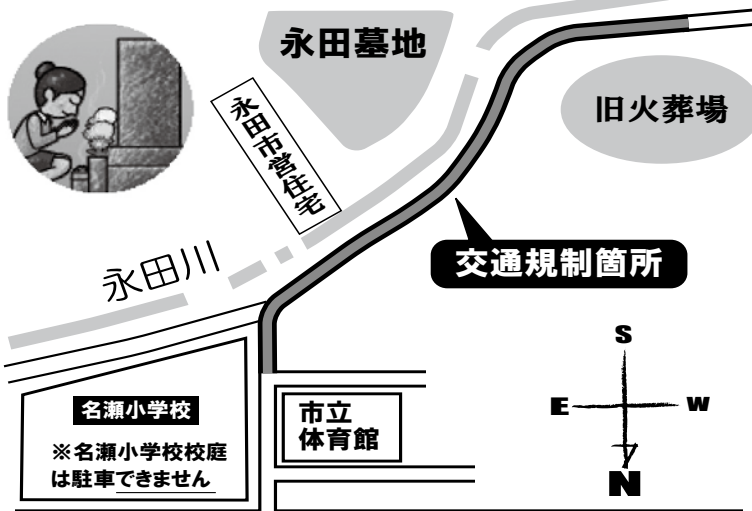 永田墓地
旧火葬場
永田市営住宅
永田川
交通規制箇所
名瀬小学校
※名瀬小学校校庭
は駐車できません
市立
体育館
S
E
W
N